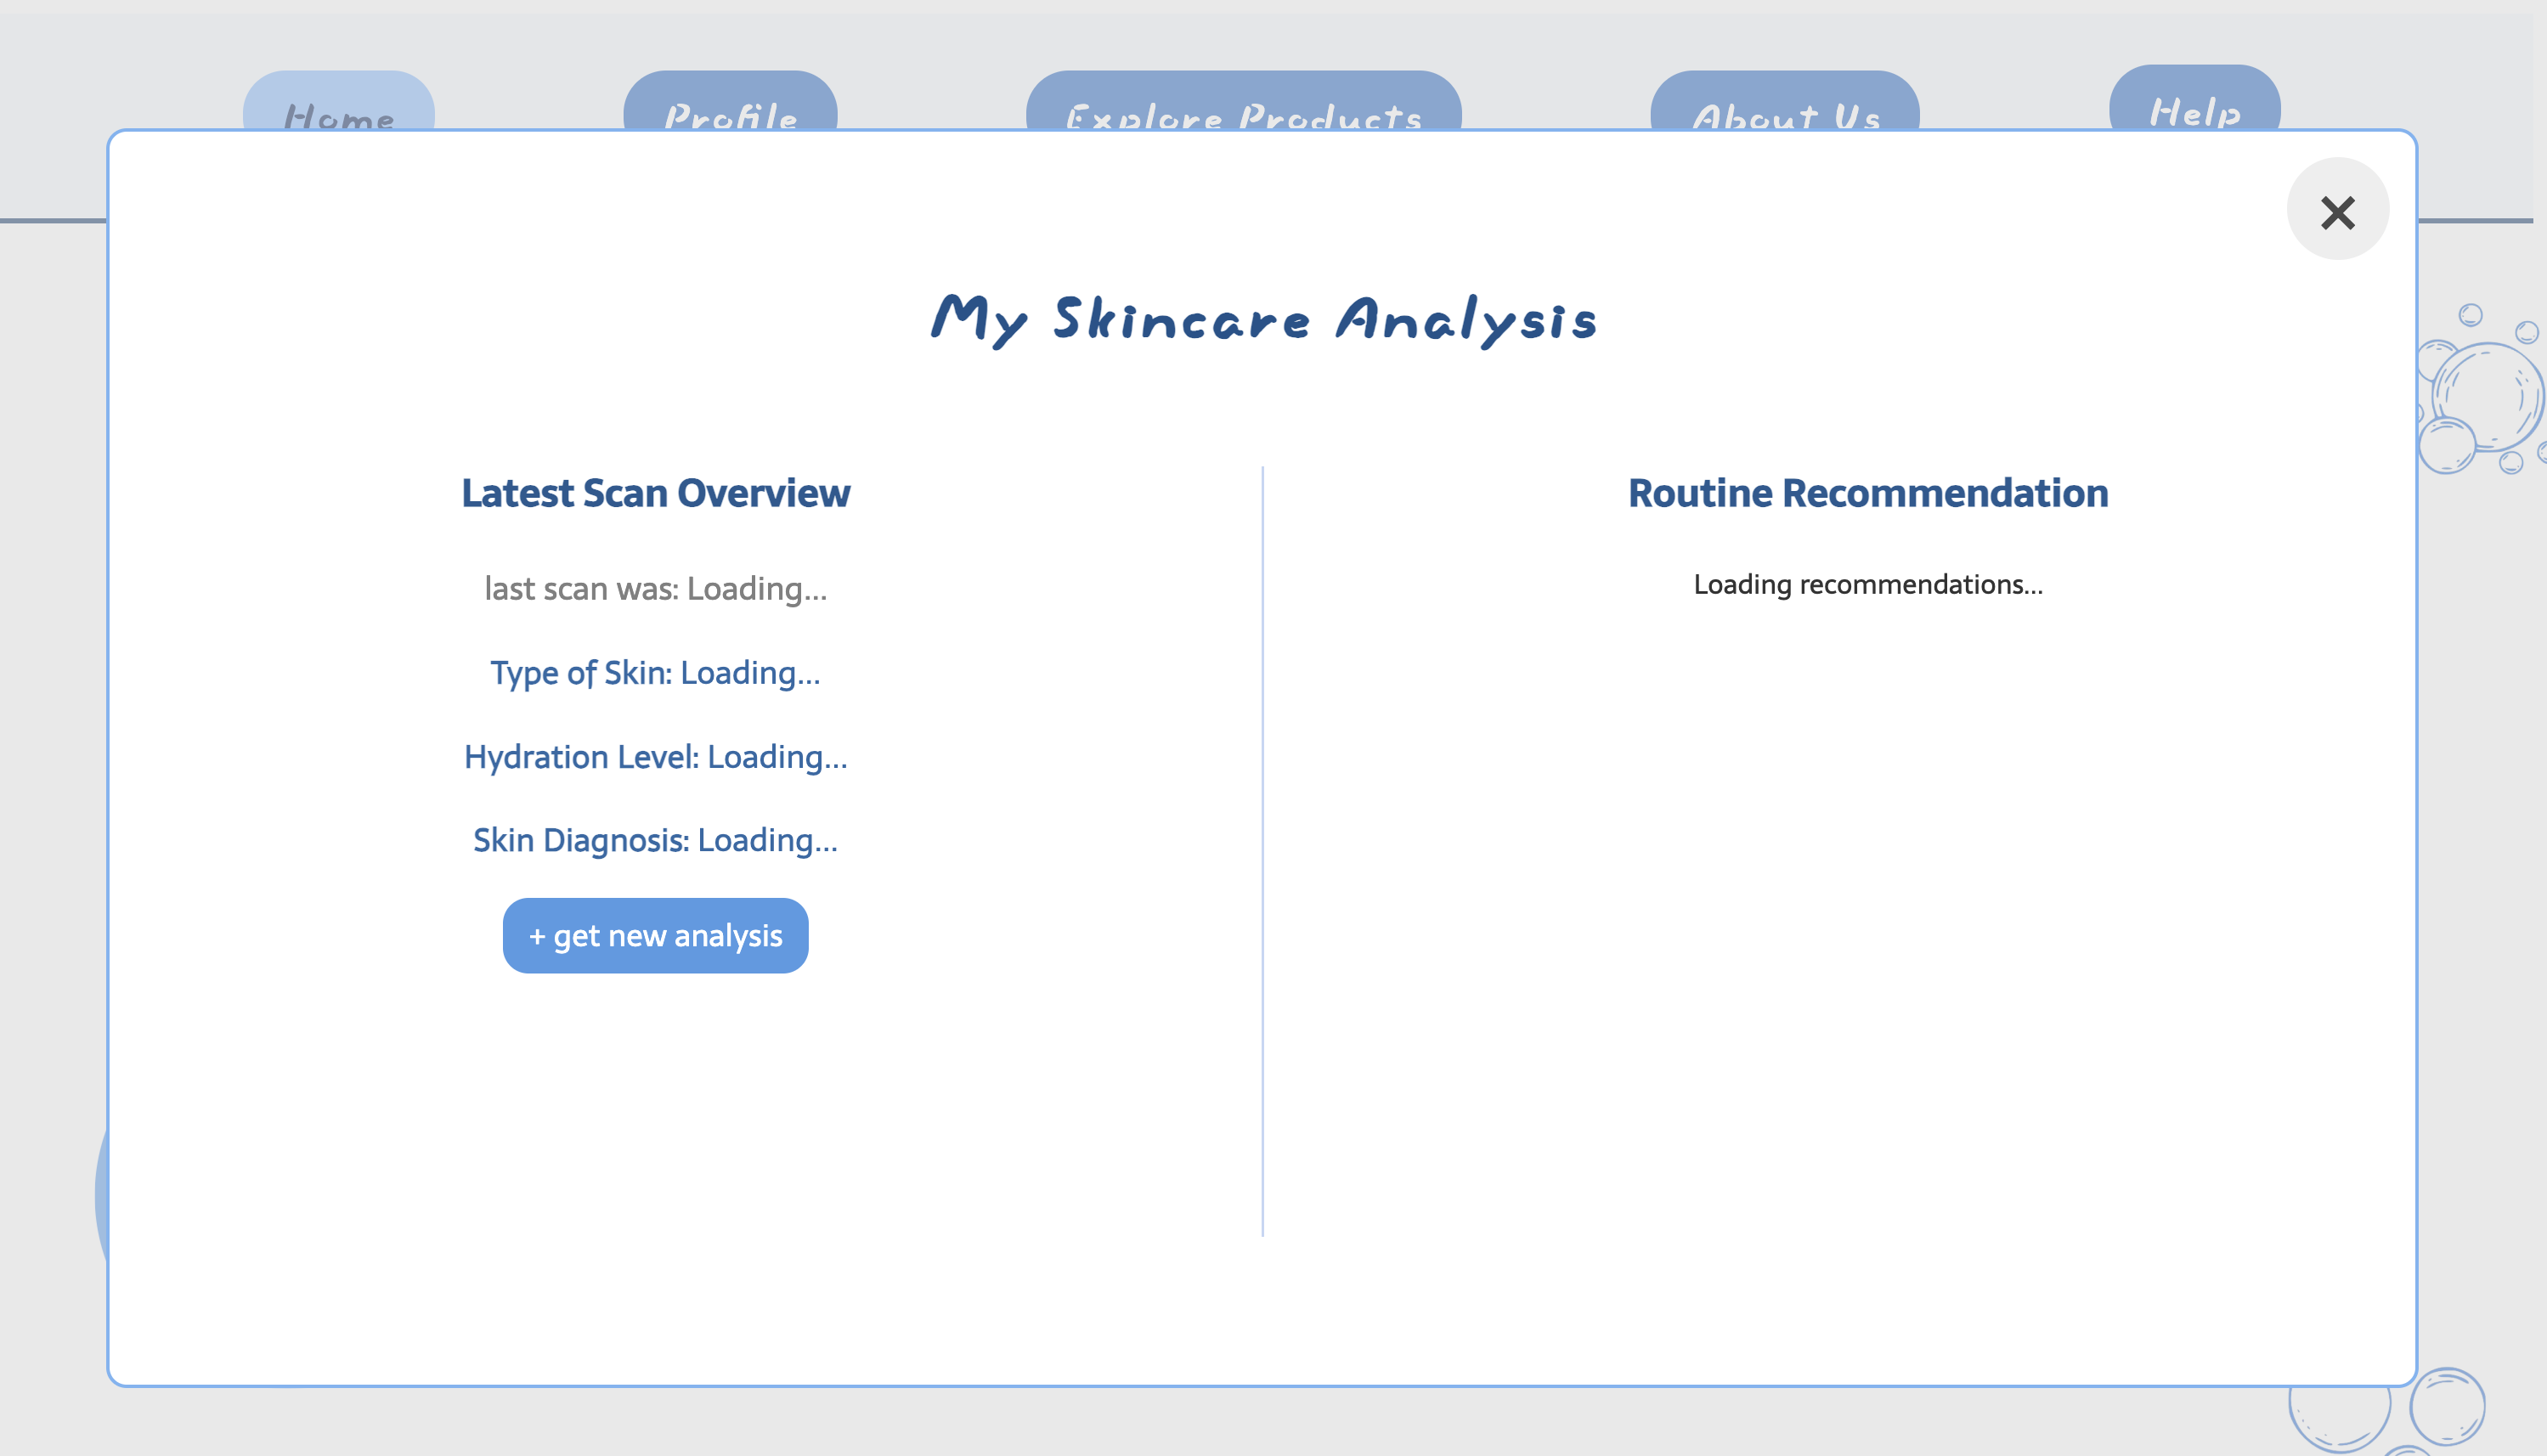 Home
Profile
Explore Products
About Us
Help
×
My Skincare Analysis
Latest Scan Overview
last scan was: Loading...
Type of Skin: Loading...
Hydration Level: Loading...
Skin Diagnosis: Loading...
+ get new analysis
Routine Recommendation
Loading recommendations...